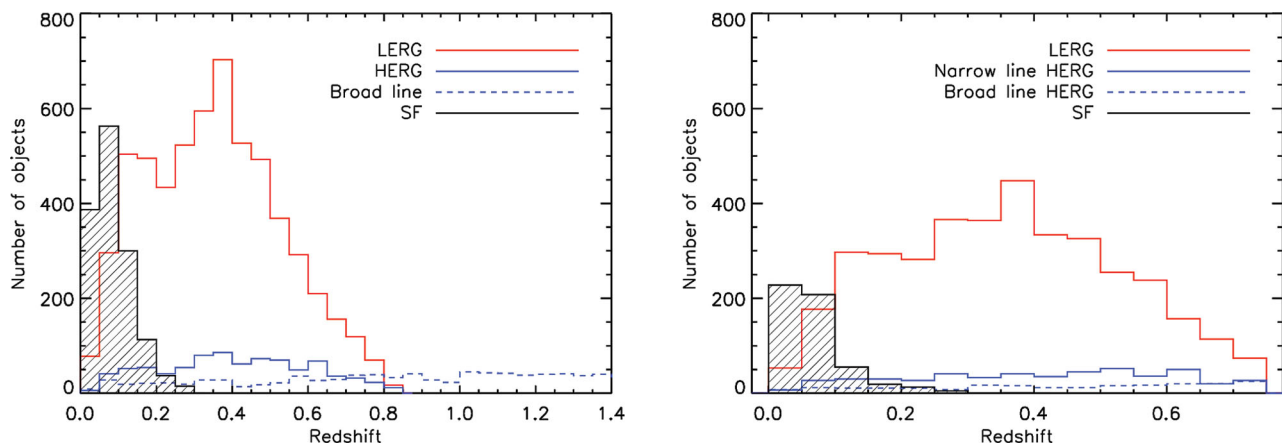 800
600
400
200
0
Number of objects
LERG
HERG
Broad line
SF
0.0 0.2 0.4 0.6 0.8 1.0 1.2 1.4
Redshift
800
600
400
200
0
Number of objects
LERG
Narrow line HERG
Broad line HERG
SF
0.0 0.2 0.4 0.6
Redshift